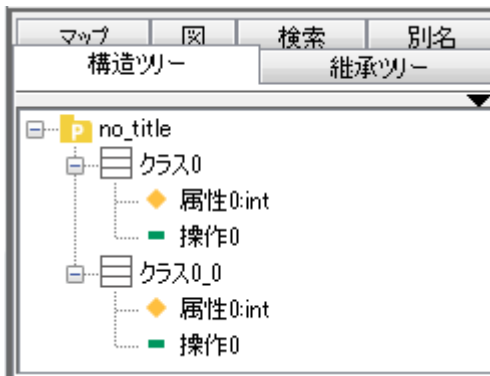 マップ 図 検索 別名
構造ツリー 継承ツリー
P no_title
クラス0
属性0:int
操作0
クラス0_0
属性0:int
操作0